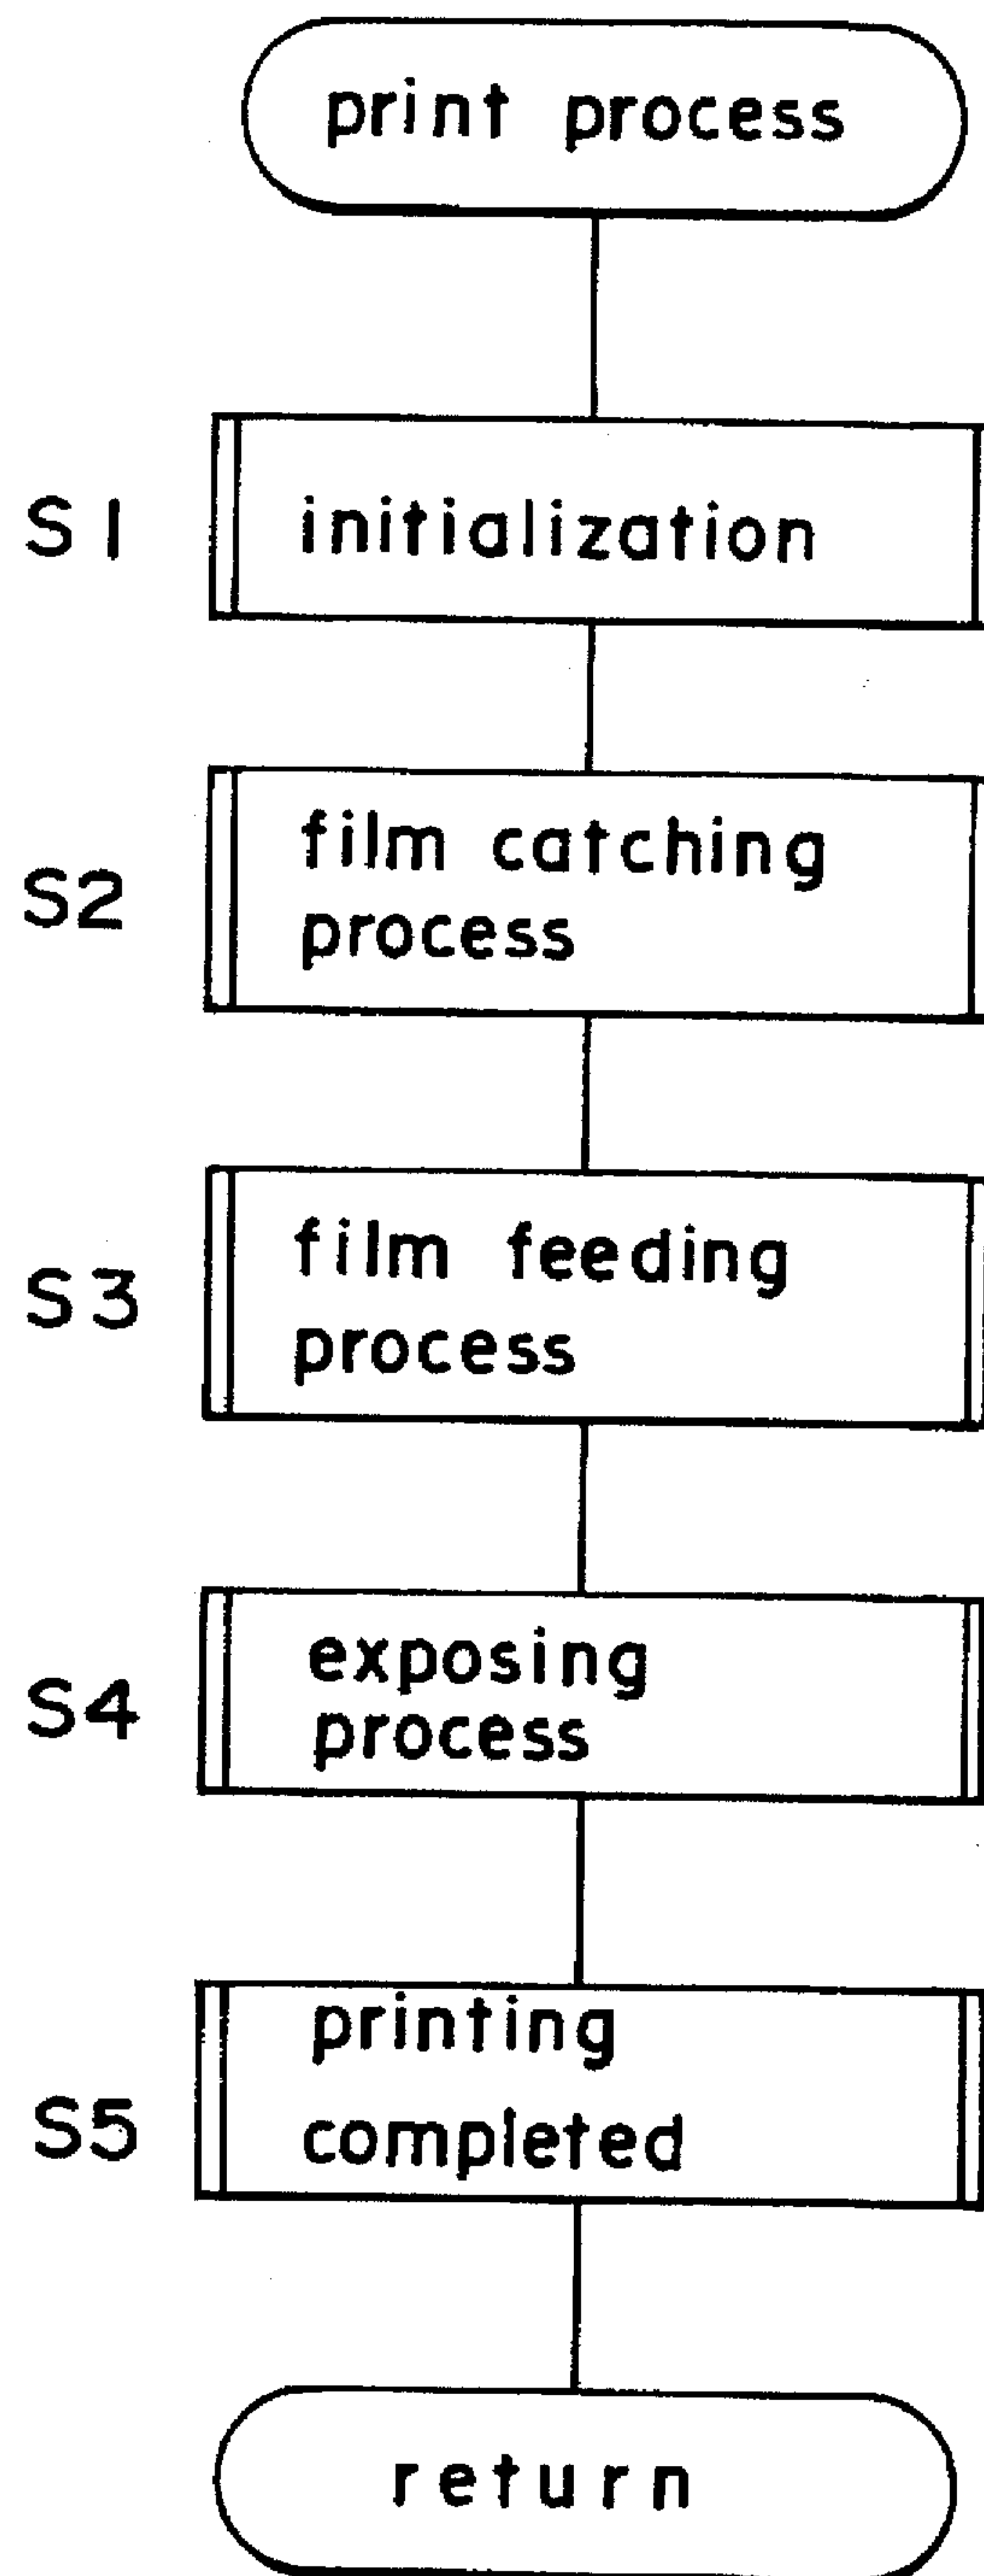 print process
S1
initialization
S2
film catching
process
S3
film feeding
process
S4
exposing
process
S5
printing
completed
return